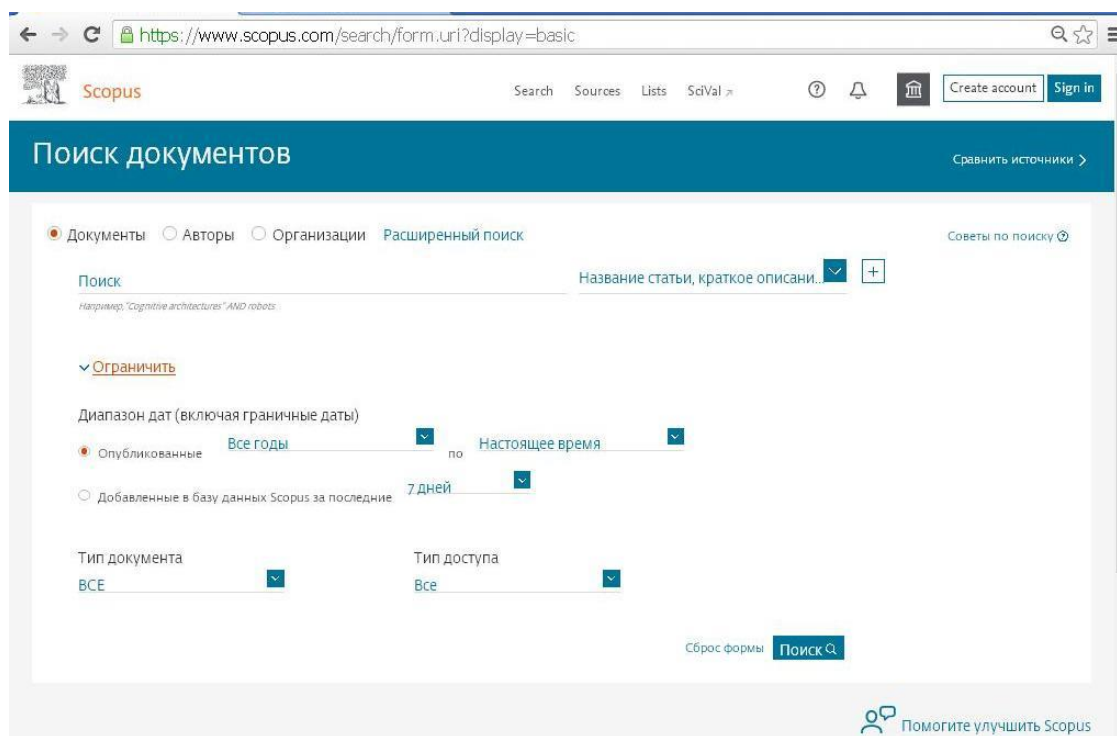 https://www.scopus.com/search/form.uri?display=basic
Scopus Search Sources Lists SciVal Create account Sign in
Поиск документов Сравнить источники
Документы Авторы Организации Расширенный поиск Советы по поиску
Поиск Название статьи, краткое описани...
Например, "Cognitive architectures" AND robots
Ограничить
Диапазон дат (включая граничные даты)
Опубликованные Все годы по Настоящее время
Добавленные в базу данных Scopus за последние 7 дней
Тип документа Тип доступа
ВСЕ Все
Сброс формы Поиск
Помогите улучшить Scopus